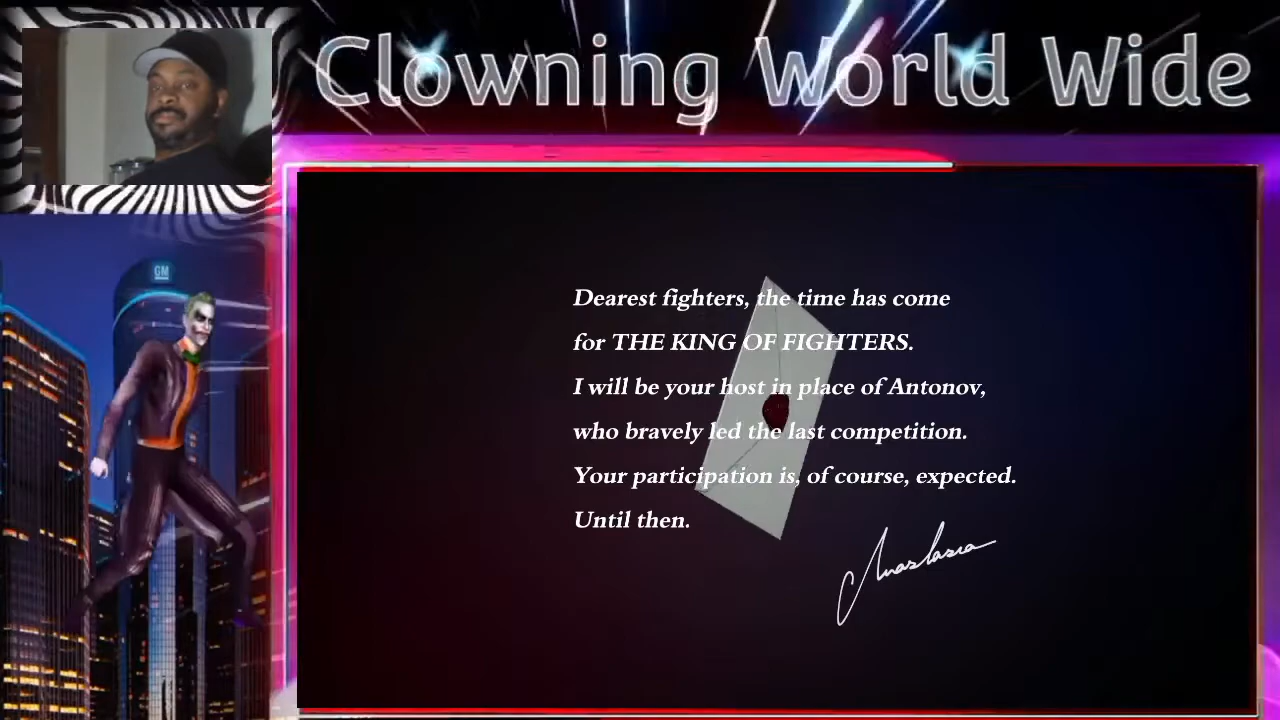 Clowning World Wide
GM
Dearest fighters, the time has come
for THE KING OF FIGHTERS.
I will be your host in place of Antonov,
who bravely led the last competition.
Your participation is, of course, expected.
Until then.
Anastasia